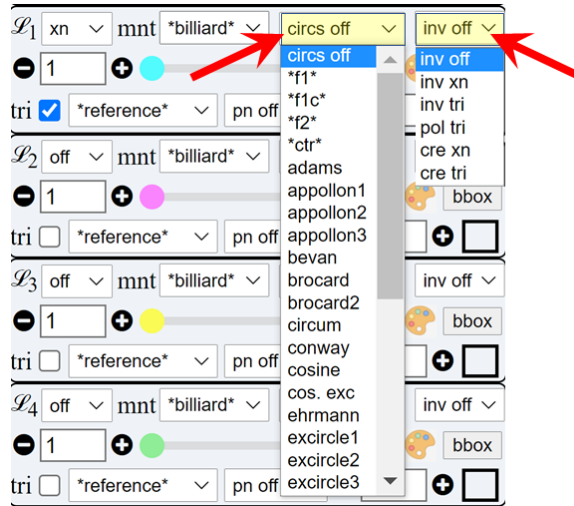 ℒ1 xn mnt *billiard* circs off inv off
1
tri *reference* pn off
ℒ2 off mnt *billiard*
1 bbox
tri *reference* pn off
ℒ3 off mnt *billiard* inv off
1 bbox
tri *reference* pn off
ℒ4 off mnt *billiard* inv off
1 bbox
tri *reference* pn off
circs off
*f1*
*f1c*
*f2*
*ctr*
adams
appollon1
appollon2
appollon3
bevan
brocard
brocard2
circum
conway
cosine
cos. exc
ehrmann
excircle1
excircle2
excircle3
inv off
inv xn
inv tri
pol tri
cre xn
cre tri